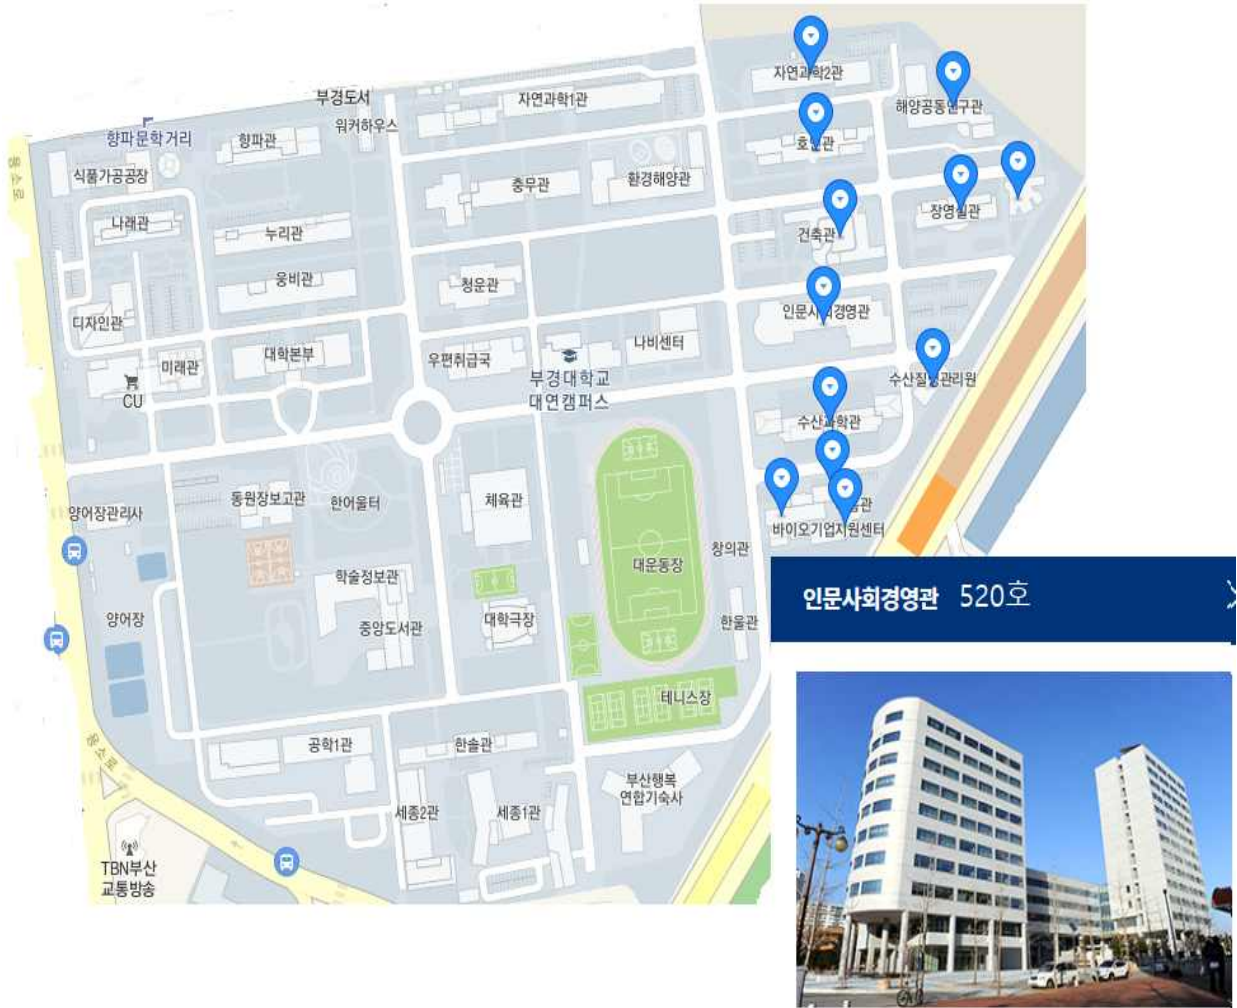 자연과학2관
해양공동연구관
부경도서
자연과학1관
워커하우스
향파문학거리
향파관
호연관
용소로
식품가공공장
충무관
환경해양관
나래관
누리관
건축관
장영실관
웅비관
청운관
디자인관
인문사회경영관
미래관
대학본부
우편취급국
나비센터
부경대학교
대연캠퍼스
수산질병관리원
CU
수산과학관
양어장관리사
동원장보고관
한어울터
체육관
바이오기업지원센터
대운동장
창의관
학술정보관
인문사회경영관 520호
양어장
중앙도서관
대학극장
한울관
테니스장
용소로
공학1관
한솔관
부산행복
연합기숙사
세종2관
세종1관
TBN부산
교통방송